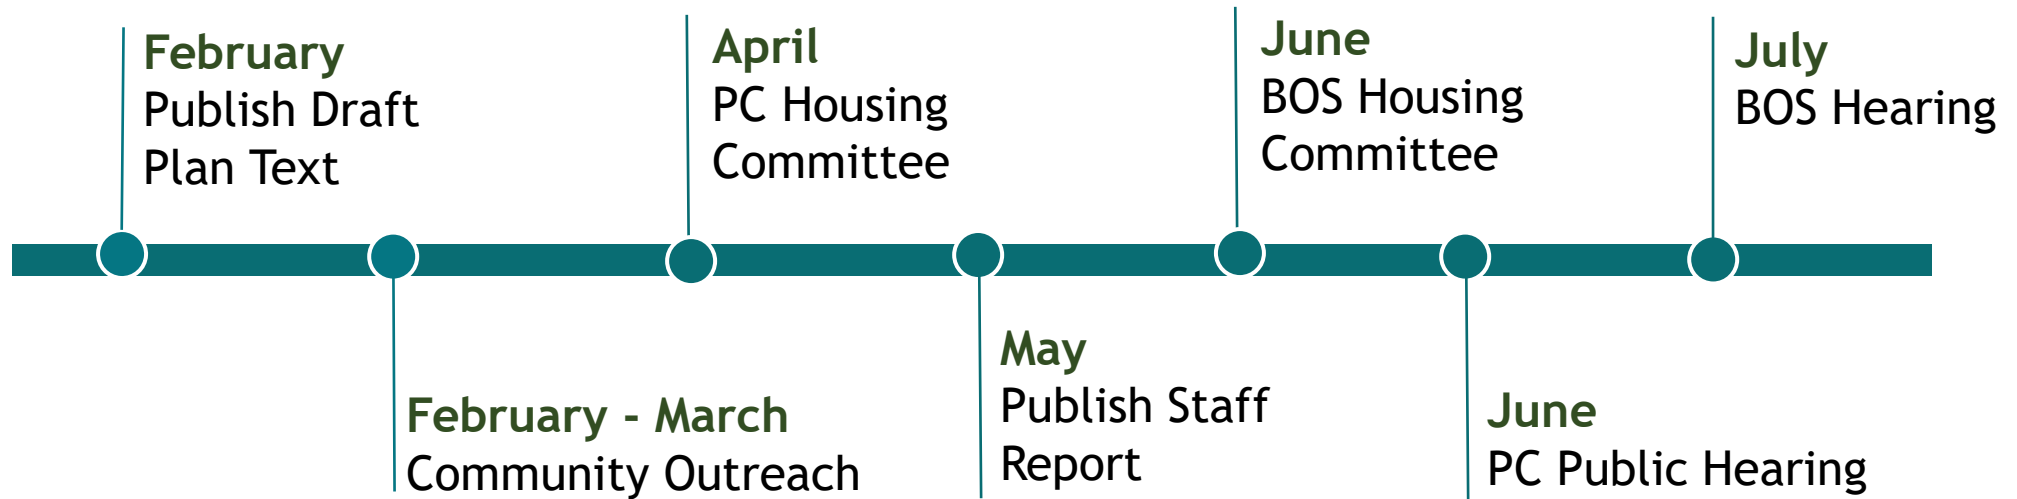 February
Publish Draft
Plan Text
February - March
Community Outreach
April
PC Housing
Committee
May
Publish Staff
Report
June
BOS Housing
Committee
June
PC Public Hearing
July
BOS Hearing